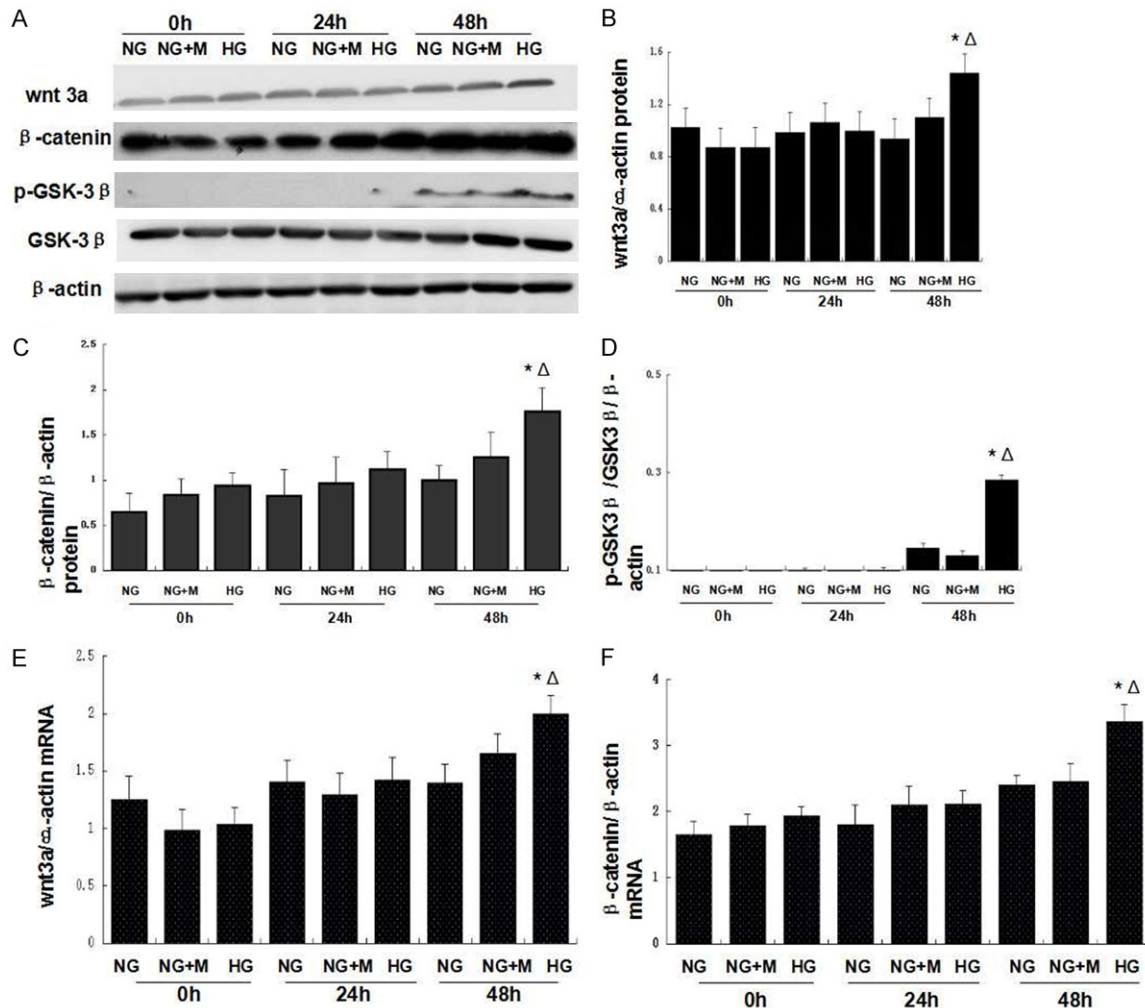 A
0h 24h 48h
NG NG+M HG NG NG+M HG NG NG+M HG
wnt 3a
β-catenin
p-GSK-3β
GSK-3β
β-actin
B
* Δ
wnt3a/β-actin protein
1.6
1.2
0.8
0.4
0
NG NG+M HG NG NG+M HG NG NG+M HG
0h 24h 48h
C
* Δ
β-catenin/β-actin
protein
2.5
2
1.5
1
0.5
0
NG NG+M HG NG NG+M HG NG NG+M HG
0h 24h 48h
D
* Δ
p-GSK3β/GSK3β/β-
actin
0.5
0.3
0.1
NG NG+M HG NG NG+M HG NG NG+M HG
0h 24h 48h
E
* Δ
wnt3a/β-actin mRNA
2.5
2
1.5
1
0.5
0
NG NG+M HG NG NG+M HG NG NG+M HG
0h 24h 48h
F
* Δ
β-catenin/β-actin
mRNA
4
3
2
1
0
NG NG+M HG NG NG+M HG NG NG+M HG
0h 24h 48h